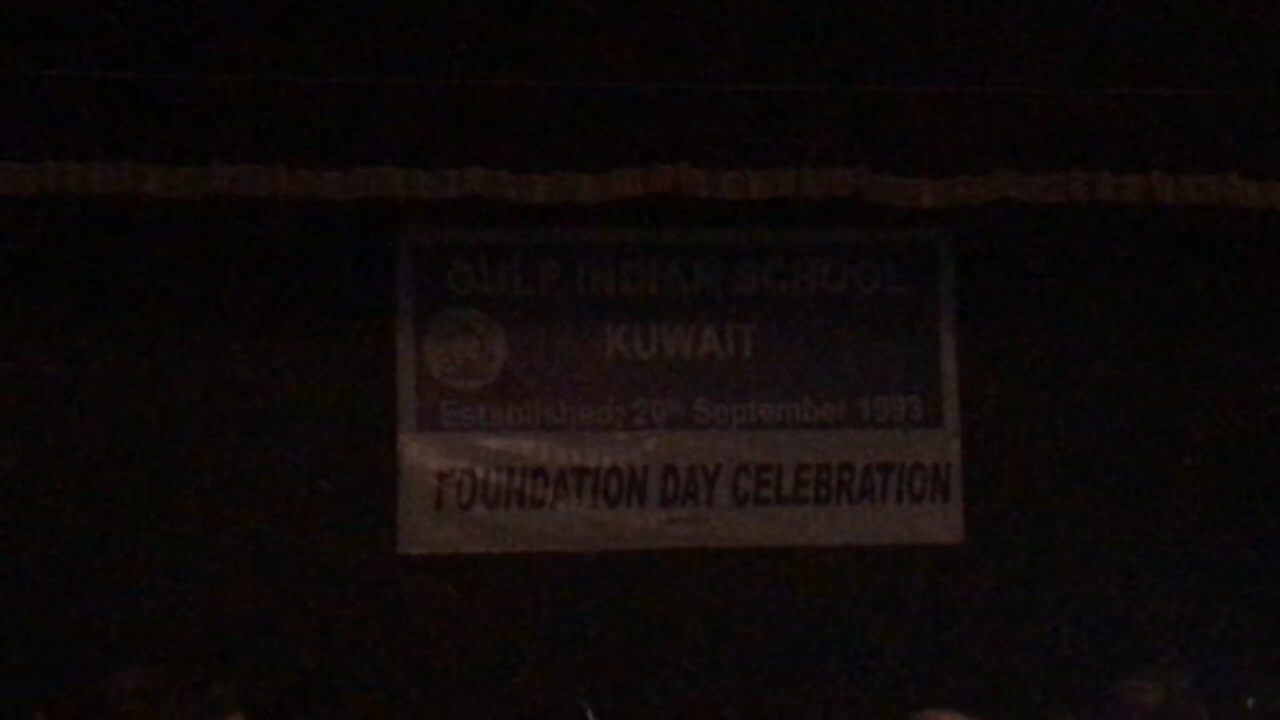 GULF INDIAN SCHOOL
KUWAIT
Established: 20th September 1993
FOUNDATION DAY CELEBRATION